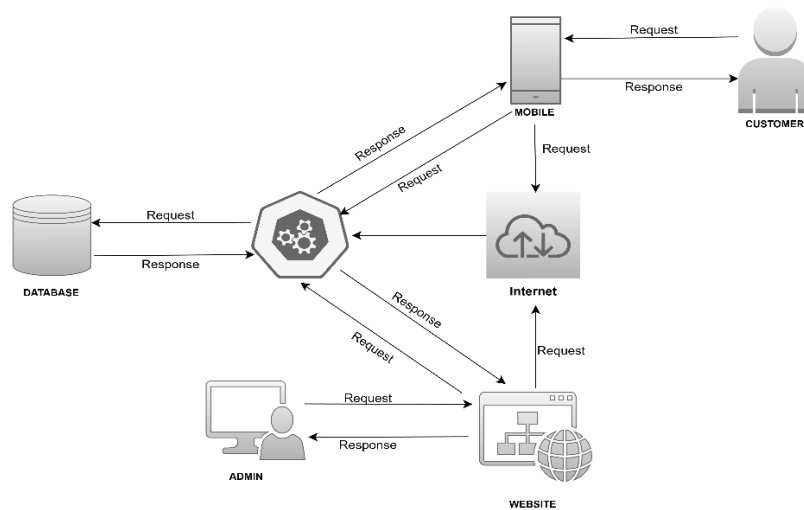 Request
Response
MOBILE
CUSTOMER
Response
Request
Request
Request
Response
DATABASE
Internet
Response
Request
Request
Request
Response
ADMIN
WEBSITE